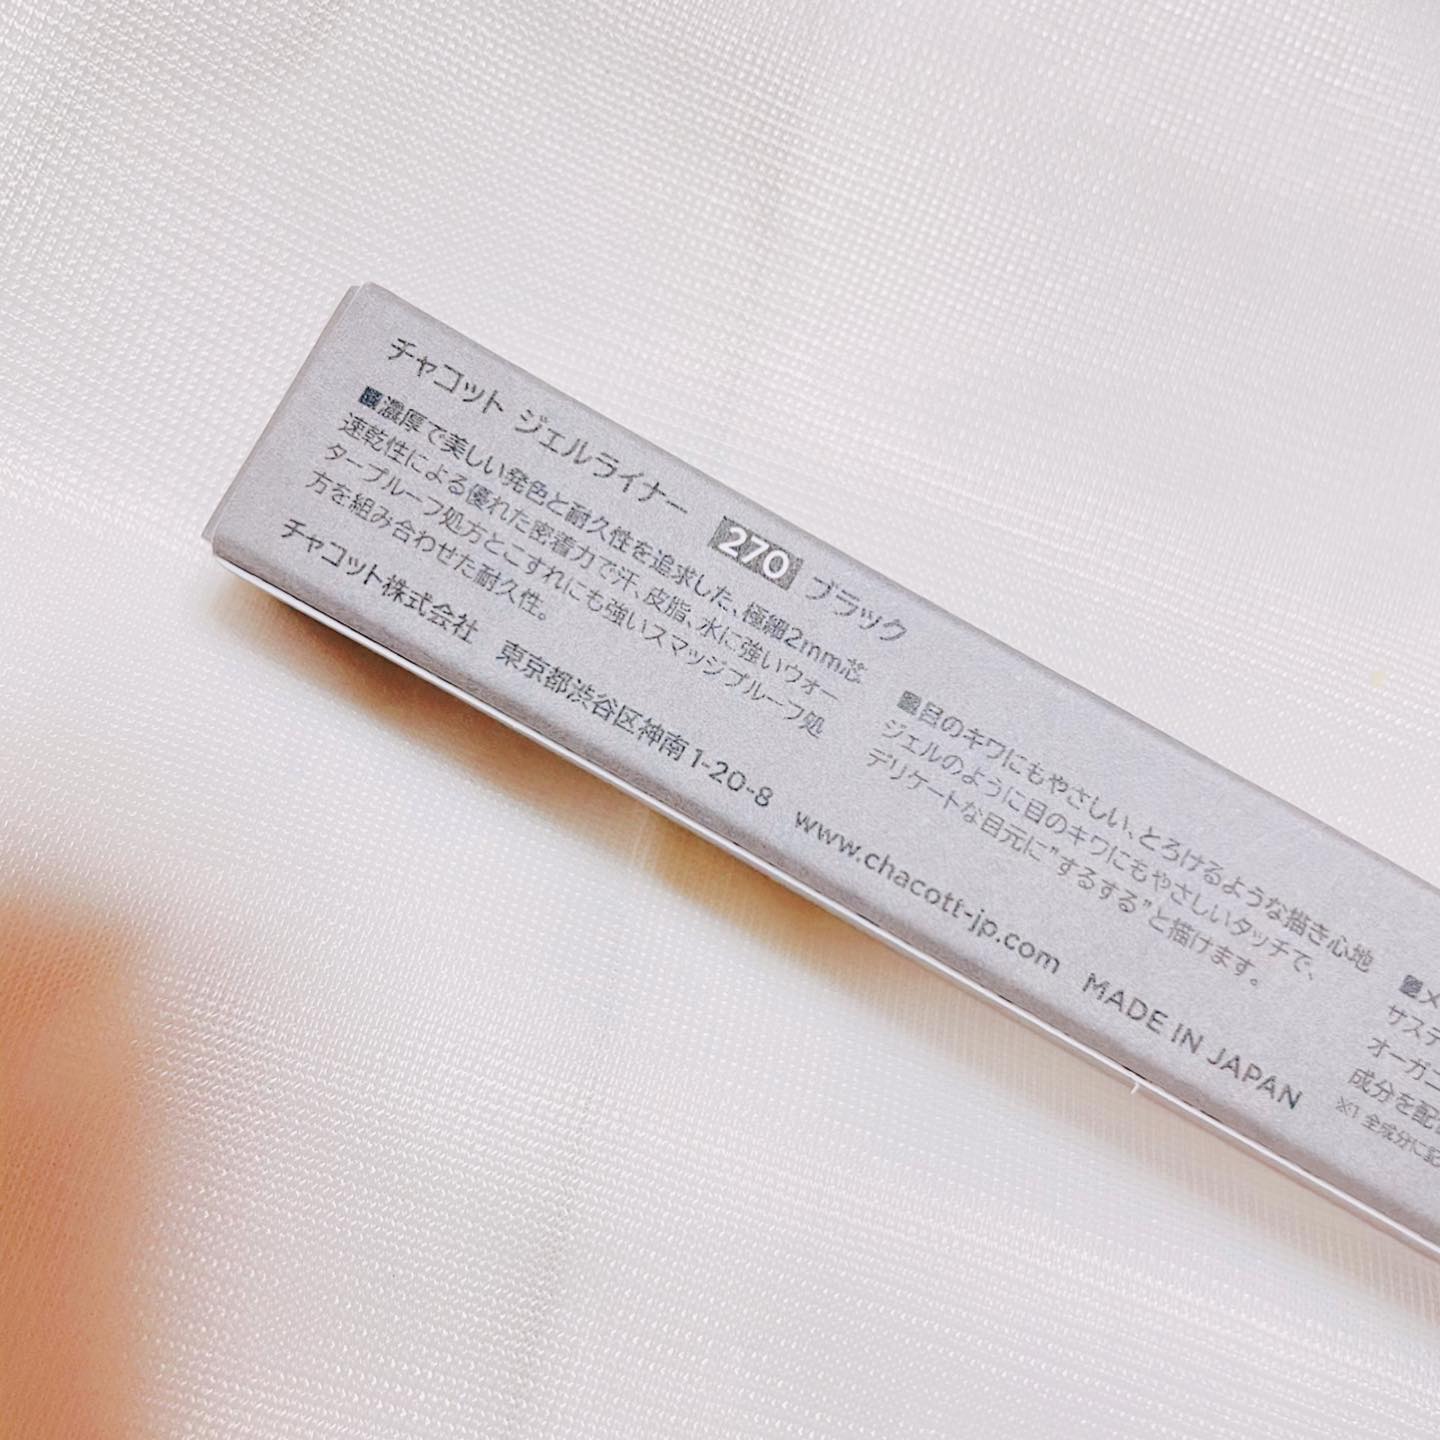 チャコット ジェルライナー 270 ブラック
■濃厚で美しい発色と耐久性を追求した、極細2mm芯
速乾性による優れた密着力で汗、皮脂、水に強いウォー
タープルーフ処方とこすれにも強いスマッジプルーフ処
方を組み合わせた耐久性。
■目のキワにもやさしい、とろけるような描き心地
ジェルのように目のキワにもやさしいタッチで、
デリケートな目元に"するする"と描けます。
■メ
サステ
オーガニ
成分を配
※1 全成分に記
チャコット株式会社 東京都渋谷区神南1-20-8 www.chacott-jp.com MADE IN JAPAN